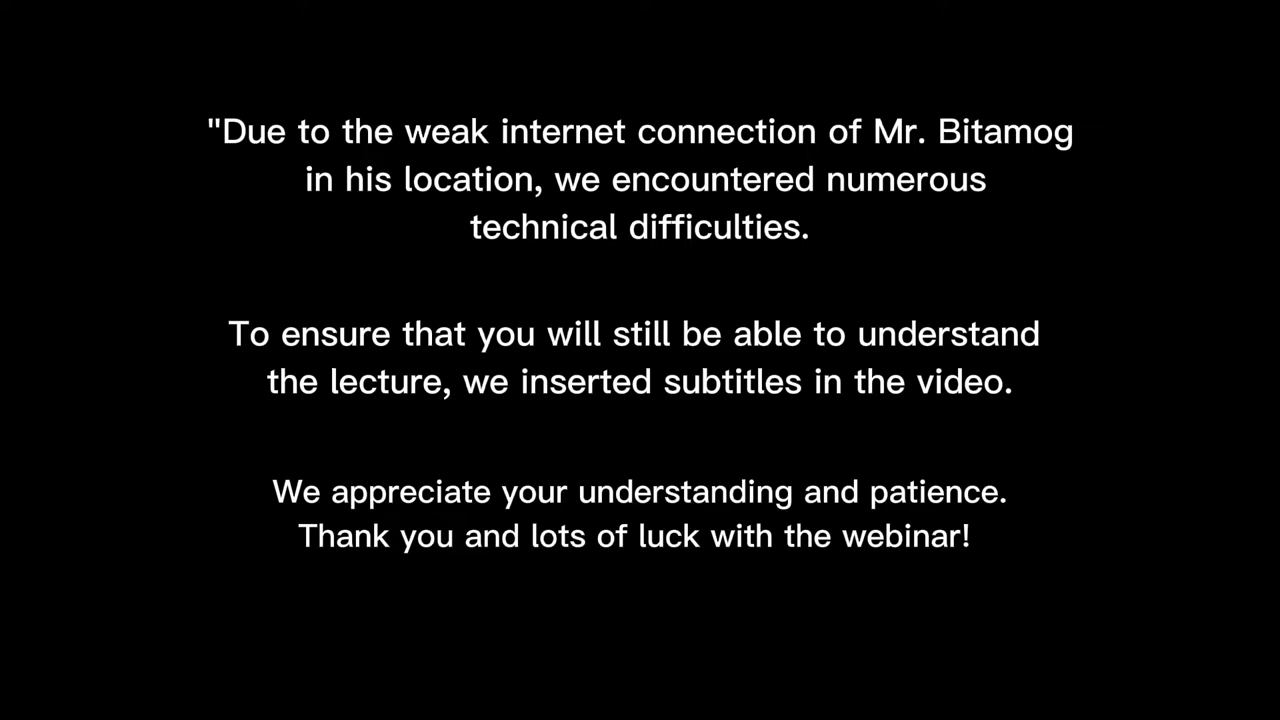 "Due to the weak internet connection of Mr. Bitamog
in his location, we encountered numerous
technical difficulties.
To ensure that you will still be able to understand
the lecture, we inserted subtitles in the video.
We appreciate your understanding and patience.
Thank you and lots of luck with the webinar!